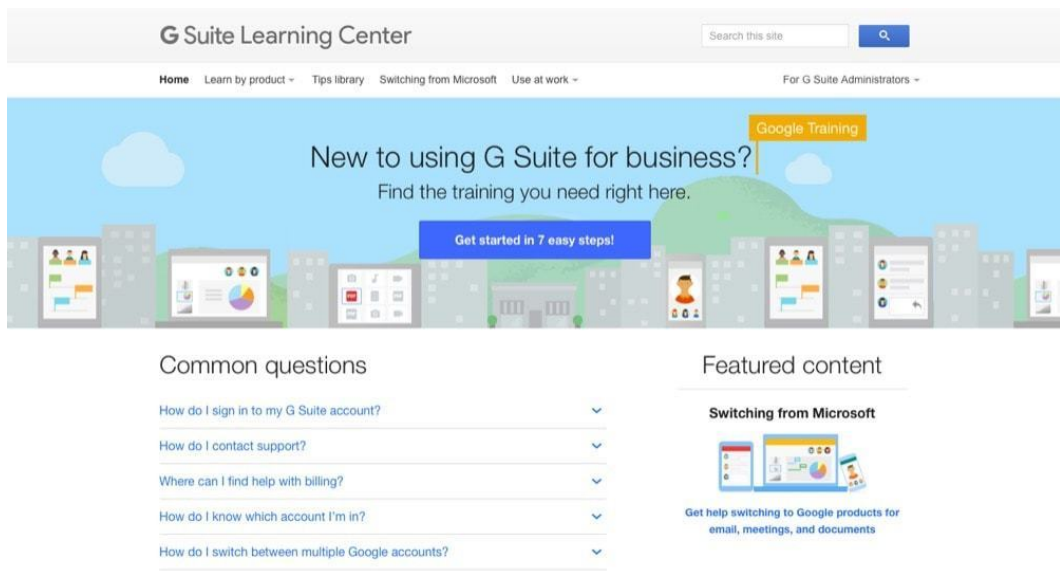 G Suite Learning Center
Search this site
Home Learn by product Tips library Switching from Microsoft Use at work For G Suite Administrators
Google Training
New to using G Suite for business?
Find the training you need right here.
Get started in 7 easy steps!
PDF
Common questions
How do I sign in to my G Suite account?
How do I contact support?
Where can I find help with billing?
How do I know which account I'm in?
How do I switch between multiple Google accounts?
Featured content
Switching from Microsoft
Get help switching to Google products for
email, meetings, and documents